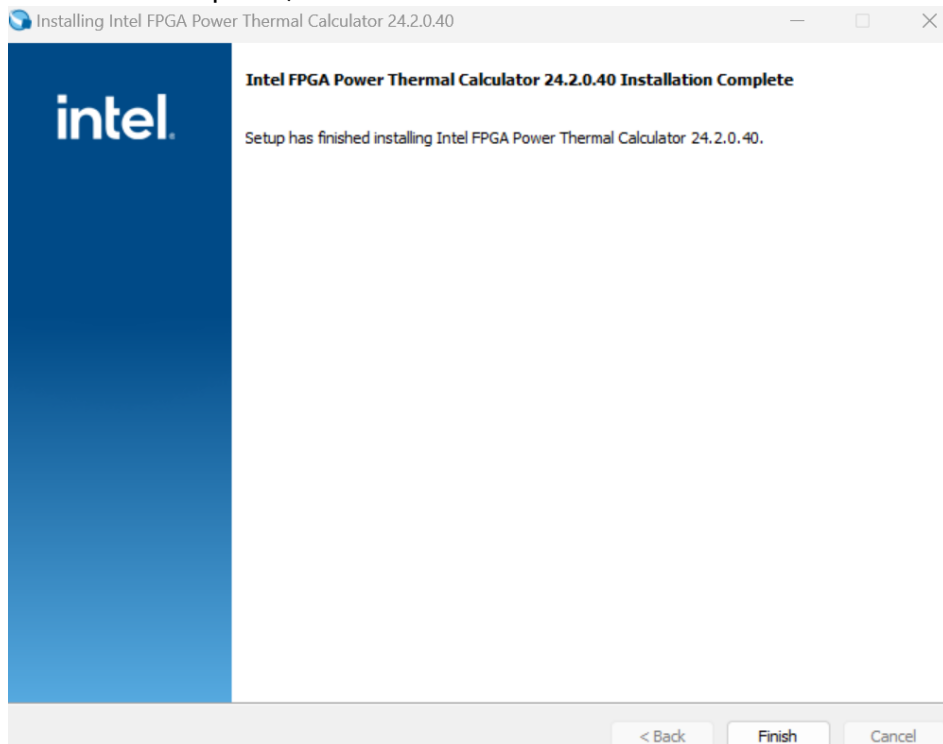 Installing Intel FPGA Power Thermal Calculator 24.2.0.40
Intel FPGA Power Thermal Calculator 24.2.0.40 Installation Complete
intel.
Setup has finished installing Intel FPGA Power Thermal Calculator 24.2.0.40.
< Back
Finish
Cancel